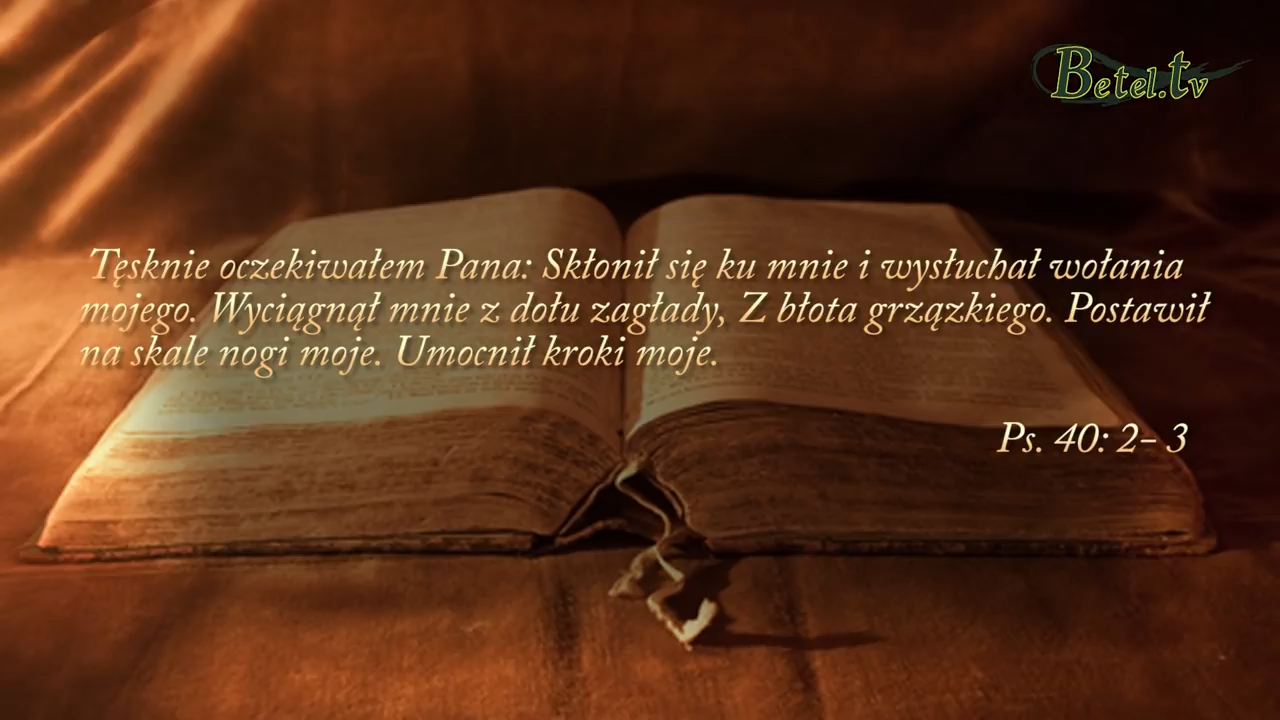 Betel.tv
Tęsknie oczekiwałem Pana: Skłonił się ku mnie i wysłuchał wołania
mojego. Wyciągnął mnie z dołu zagłady, Z błota grzązkiego. Postawił
na skale nogi moje. Umocnił kroki moje.
Ps. 40: 2- 3